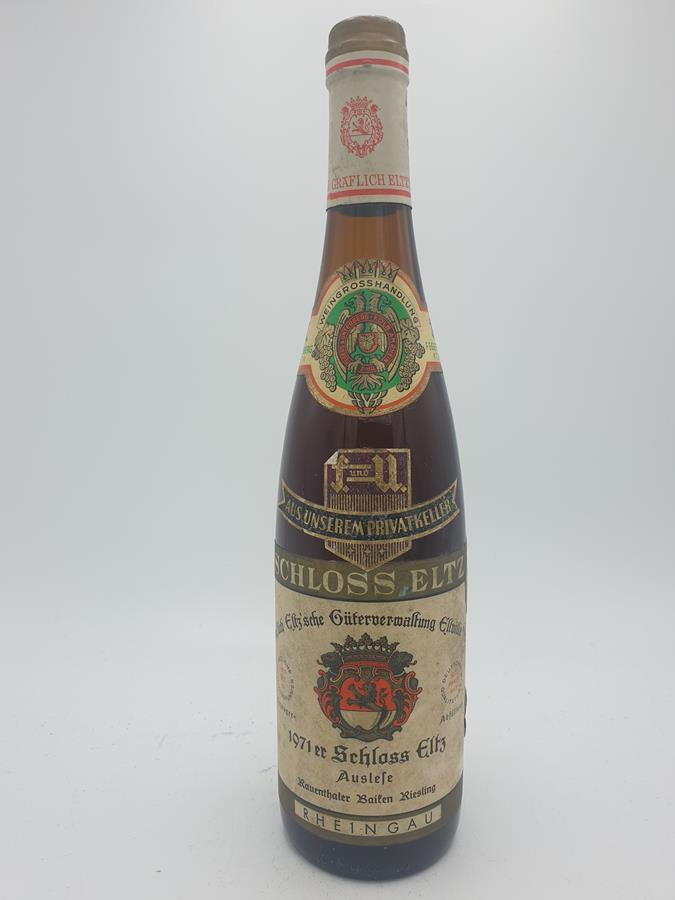 GRÄFLICH ELTZ
WEINGROSSHANDLUNG
f. und U.
AUS UNSEREM PRIVATKELLER
SCHLOSS ELTZ
Eltz'sche Güterverwaltung Eltville
1971er Schloss Eltz
Auslese
Rauenthaler Baiken Riesling
RHEINGAU